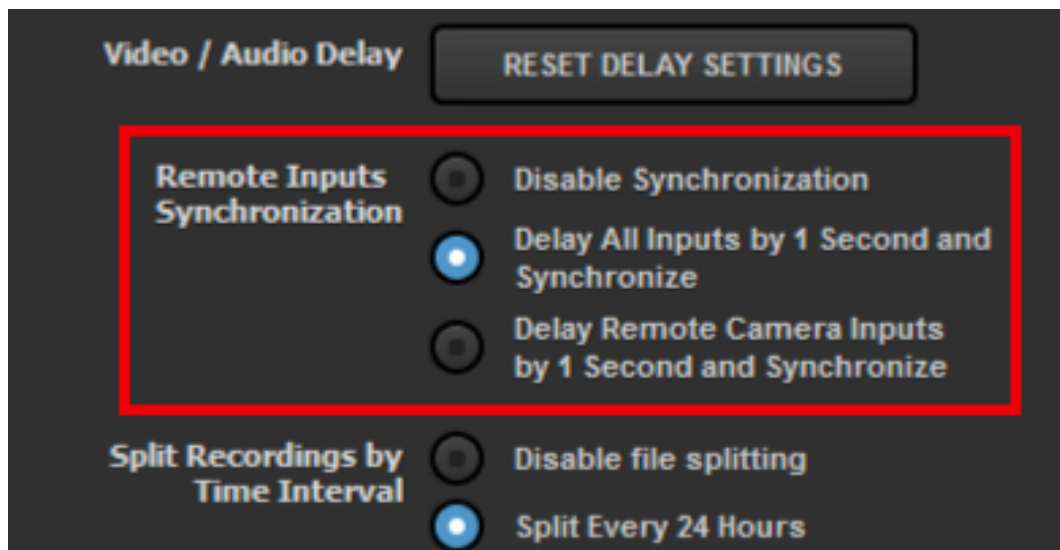 Video / Audio Delay
RESET DELAY SETTINGS
Remote Inputs
Synchronization
Disable Synchronization
Delay All Inputs by 1 Second and
Synchronize
Delay Remote Camera Inputs
by 1 Second and Synchronize
Split Recordings by
Time Interval
Disable file splitting
Split Every 24 Hours